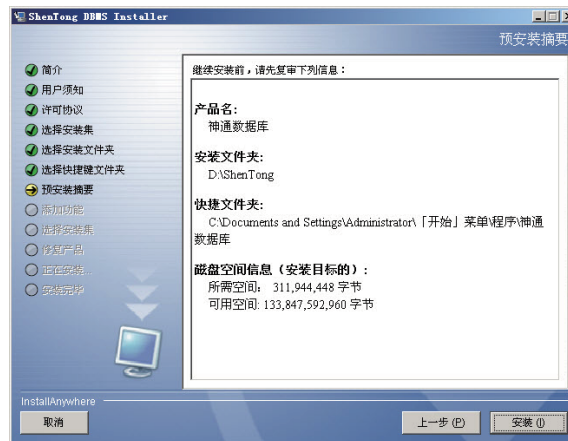 ShenTong DBMS Installer
预安装摘要
简介
用户须知
许可协议
选择安装集
选择安装文件夹
选择快捷键文件夹
预安装摘要
添加功能
选择安装集
修复产品
正在安装...
安装完毕
继续安装前，请先复审下列信息：
产品名:
神通数据库
安装文件夹:
D:\ShenTong
快捷文件夹:
C:\Documents and Settings\Administrator\「开始」菜单\程序\神通
数据库
磁盘空间信息（安装目标的）:
所需空间: 311,944,448 字节
可用空间: 133,847,592,960 字节
InstallAnywhere
取消
上一步 (P)
安装 (I)